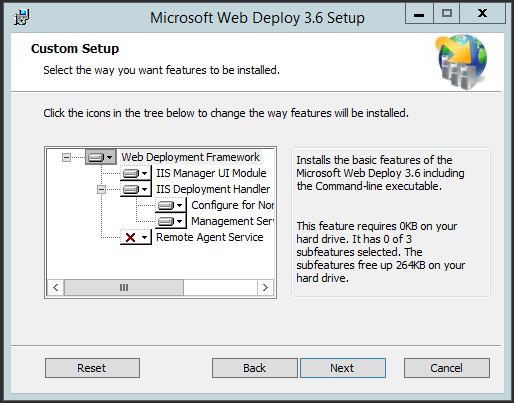 Microsoft Web Deploy 3.6 Setup
Custom Setup
Select the way you want features to be installed.
Click the icons in the tree below to change the way features will be installed.
Web Deployment Framework
IIS Manager UI Module
IIS Deployment Handler
Configure for Nor
Management Ser
Remote Agent Service
Installs the basic features of the
Microsoft Web Deploy 3.6 including
the Command-line executable.
This feature requires 0KB on your
hard drive. It has 0 of 3
subfeatures selected. The
subfeatures free up 264KB on your
hard drive.
Reset
Back
Next
Cancel